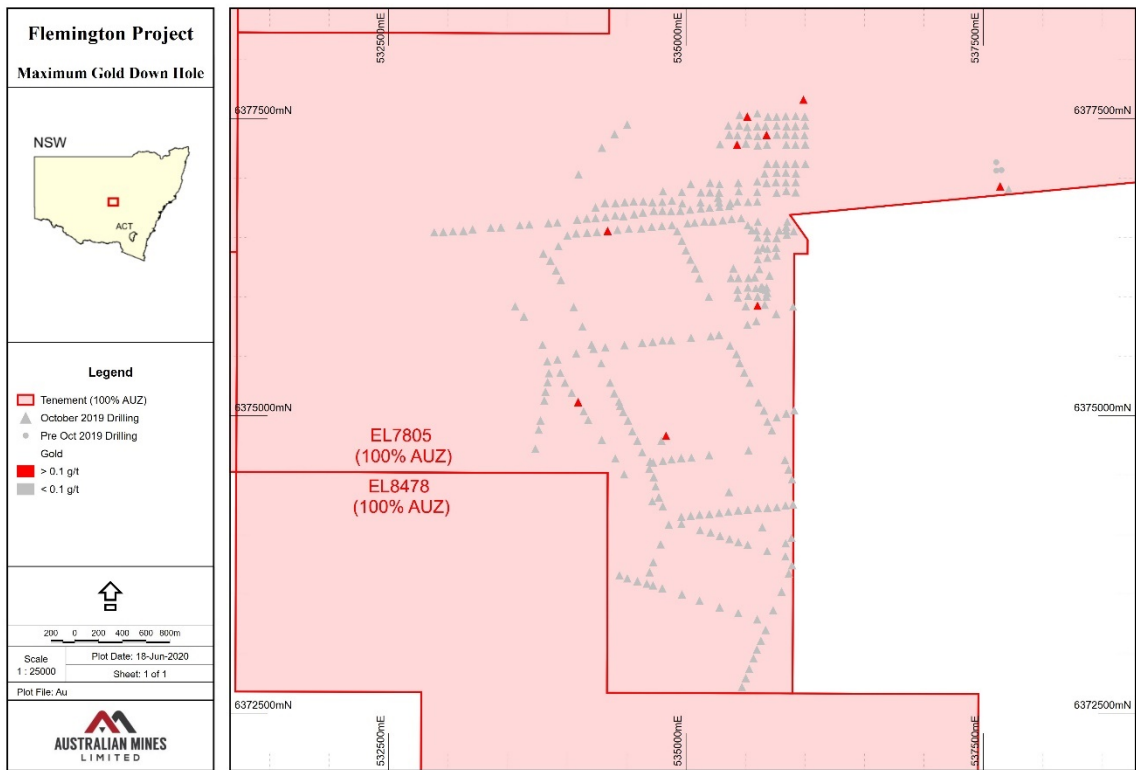 Flemington Project
Maximum Gold Down Hole
NSW
ACT
Legend
Tenement (100% AUZ)
October 2019 Drilling
Pre Oct 2019 Drilling
Gold
> 0.1 g/t
< 0.1 g/t
200 0 200 400 600 800m
Scale
1 : 25000
Plot Date: 18-Jun-2020
Sheet: 1 of 1
Plot File: Au
AUSTRALIAN MINES
LIMITED
532500mE
535000mE
537500mE
6377500mN
6377500mN
6375000mN
6375000mN
EL7805
(100% AUZ)
EL8478
(100% AUZ)
6372500mN
6372500mN
532500mE
535000mE
537500mE